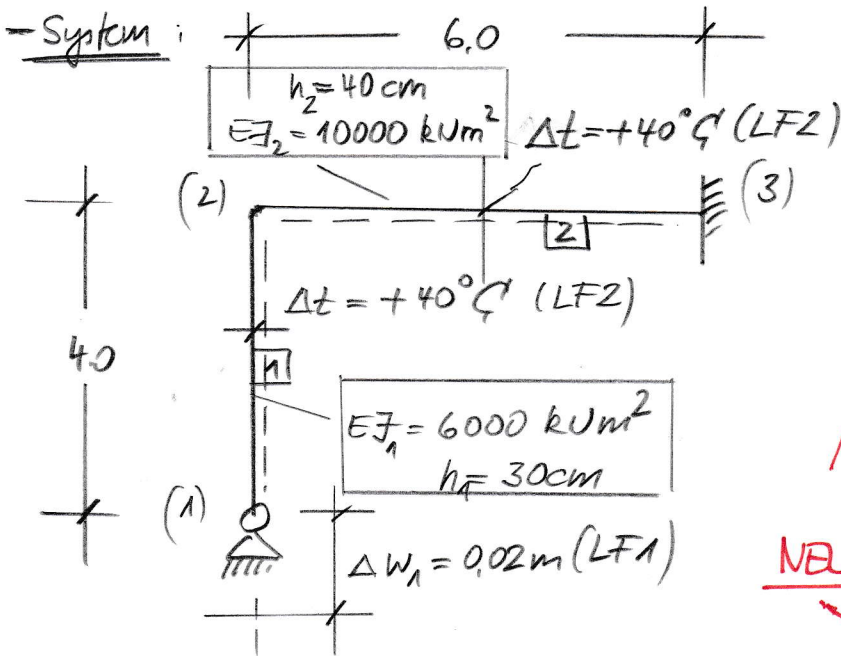 - System :
6.0
h₂ = 40 cm
EJ₂ = 10000 kNm²
Δt = +40°C (LF2)
(2)
(3)
2
Δt = +40°C (LF2)
4.0
1
EJ₁ = 6000 kNm²
h₁ = 30cm
(1)
Δw₁ = 0,02m (LF1)